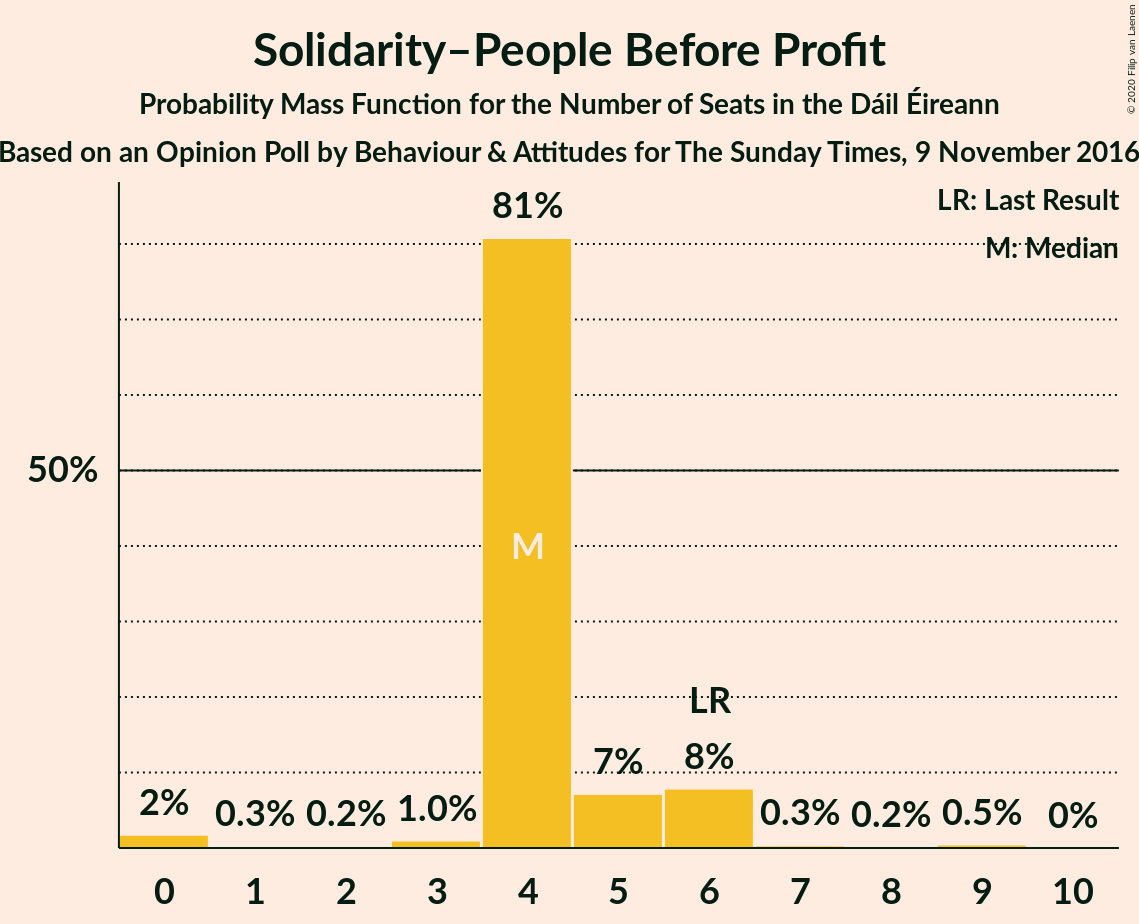 Solidarity–People Before Profit
Probability Mass Function for the Number of Seats in the Dáil Éireann
Based on an Opinion Poll by Behaviour & Attitudes for The Sunday Times, 9 November 2016
© 2020 Filip van Laenen
LR: Last Result
M: Median
81%
50%
M
LR
2% 0.3% 0.2% 1.0% 7% 8% 0.3% 0.2% 0.5% 0%
0 1 2 3 4 5 6 7 8 9 10